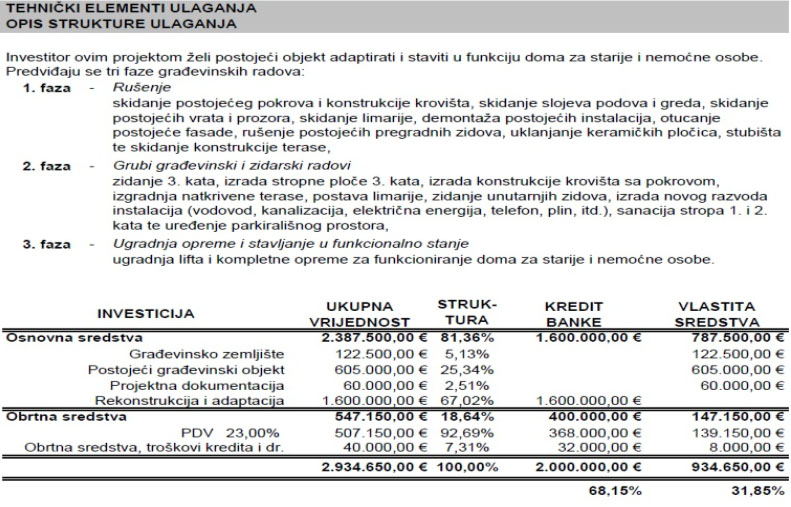 TEHNIČKI ELEMENTI ULAGANJA
OPIS STRUKTURE ULAGANJA
Investitor ovim projektom želi postojeći objekt adaptirati i staviti u funkciju doma za starije i nemoćne osobe.
Predviđaju se tri faze građevinskih radova:
1. faza - Rušenje
skidanje postojećeg pokrova i konstrukcije krovišta, skidanje slojeva podova i greda, skidanje
postojećih vrata i prozora, skidanje limarije, demontaža postojećih instalacija, otucanje
postojeće fasade, rušenje postojećih pregradnih zidova, uklanjanje keramičkih pločica, stubišta
te skidanje konstrukcije terase,
2. faza - Grubi građevinski i zidarski radovi
zidanje 3. kata, izrada stropne ploče 3. kata, izrada konstrukcije krovišta sa pokrovom,
izgradnja natkrivene terase, postava limarije, zidanje unutarnjih zidova, izrada novog razvoda
instalacija (vodovod, kanalizacija, električna energija, telefon, plin, itd.), sanacija stropa 1. i 2.
kata te uređenje parkirališnog prostora,
3. faza - Ugradnja opreme i stavljanje u funkcionalno stanje
ugradnja lifta i kompletne opreme za funkcioniranje doma za starije i nemoćne osobe.
INVESTICIJA UKUPNA VRIJEDNOST STRUK-TURA KREDIT BANKE VLASTITA SREDSTVA
Osnovna sredstva 2.387.500,00 € 81,36% 1.600.000,00 € 787.500,00 €
Građevinsko zemljište 122.500,00 € 5,13% 122.500,00 €
Postojeći građevinski objekt 605.000,00 € 25,34% 605.000,00 €
Projektna dokumentacija 60.000,00 € 2,51% 60.000,00 €
Rekonstrukcija i adaptacija 1.600.000,00 € 67,02% 1.600.000,00 €
Obrtna sredstva 547.150,00 € 18,64% 400.000,00 € 147.150,00 €
PDV 23,00% 507.150,00 € 92,69% 368.000,00 € 139.150,00 €
Obrtna sredstva, troškovi kredita i dr. 40.000,00 € 7,31% 32.000,00 € 8.000,00 €
2.934.650,00 € 100,00% 2.000.000,00 € 934.650,00 €
68,15% 31,85%